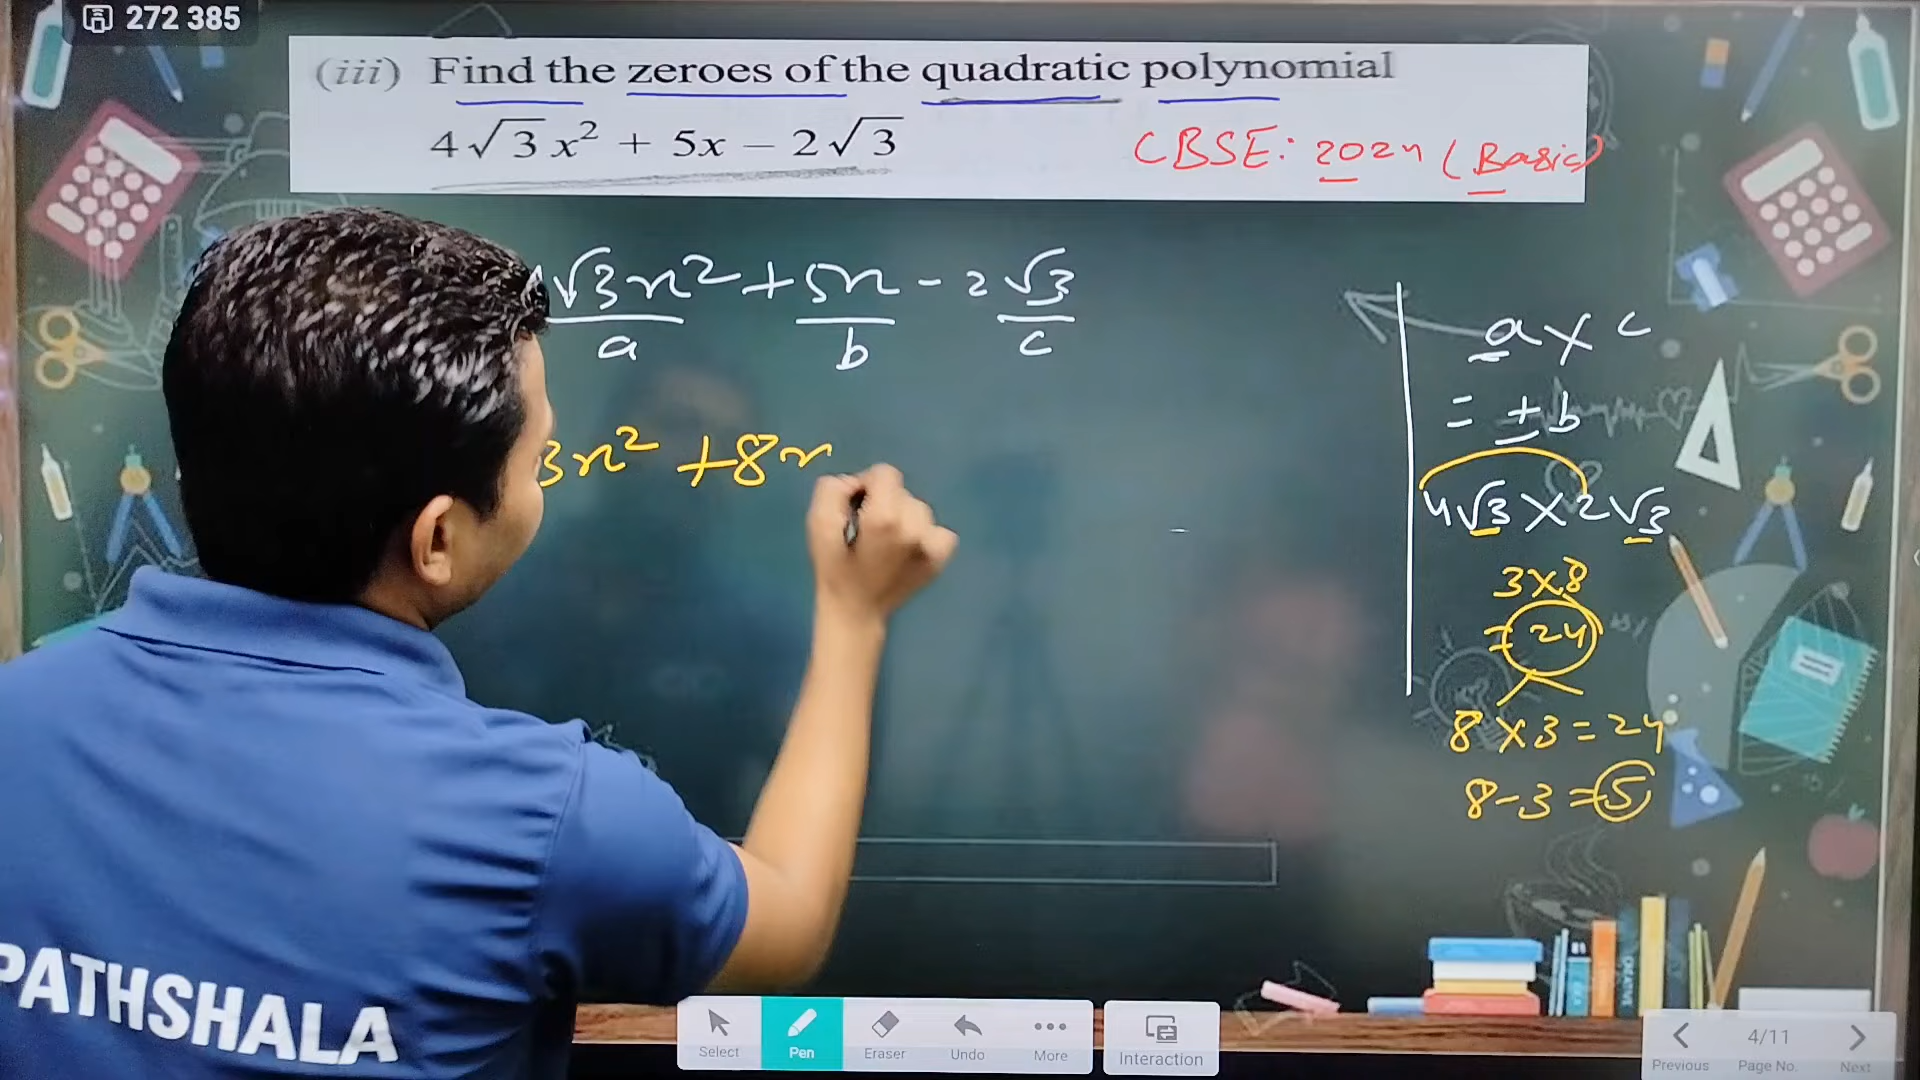 272 385
(iii) Find the zeroes of the quadratic polynomial
4√3x² + 5x – 2√3
CBSE: 2024 (Basic)
√3x² + 5x - 2√3
a b c
3x² + 8x
a × c
= ± b
4√3 × 2√3
3×8
= 24
8 × 3 = 24
8-3 = 5
PATHSHALA
Select Pen Eraser Undo More Interaction
4/11
Previous Page No. Next